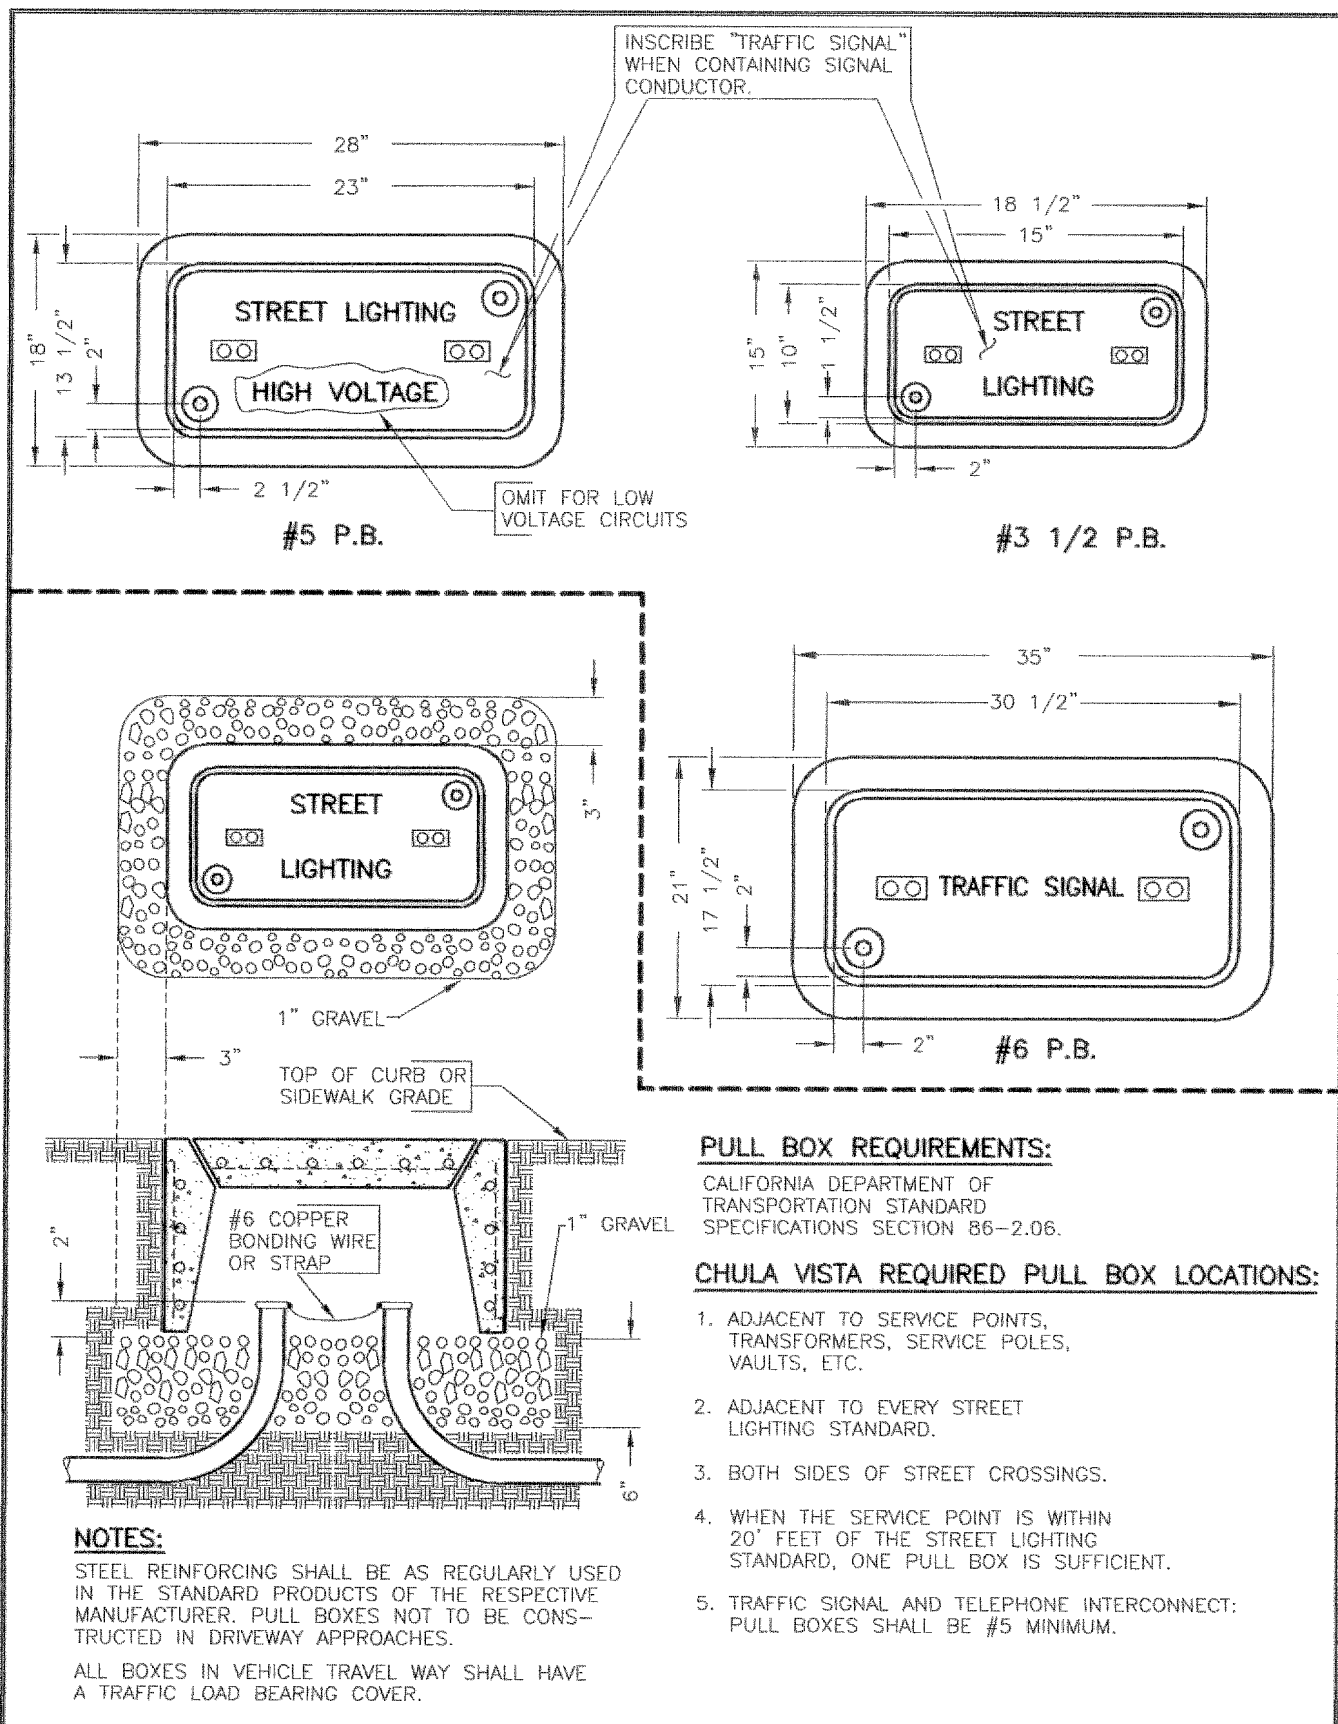 INSCRIBE "TRAFFIC SIGNAL"
WHEN CONTAINING SIGNAL
CONDUCTOR.
28"
23"
18"
13 1/2"
2"
STREET LIGHTING
HIGH VOLTAGE
2 1/2"
OMIT FOR LOW
VOLTAGE CIRCUITS
#5 P.B.
18 1/2"
15"
15"
10"
1 1/2"
STREET
LIGHTING
2"
#3 1/2 P.B.
STREET
LIGHTING
3"
1" GRAVEL
3"
35"
30 1/2"
21"
17 1/2"
2"
TRAFFIC SIGNAL
2"
#6 P.B.
TOP OF CURB OR
SIDEWALK GRADE
#6 COPPER
BONDING WIRE
OR STRAP
1" GRAVEL
2"
6"
NOTES:
STEEL REINFORCING SHALL BE AS REGULARLY USED
IN THE STANDARD PRODUCTS OF THE RESPECTIVE
MANUFACTURER. PULL BOXES NOT TO BE CONS-
TRUCTED IN DRIVEWAY APPROACHES.
ALL BOXES IN VEHICLE TRAVEL WAY SHALL HAVE
A TRAFFIC LOAD BEARING COVER.
PULL BOX REQUIREMENTS:
CALIFORNIA DEPARTMENT OF
TRANSPORTATION STANDARD
SPECIFICATIONS SECTION 86-2.06.
CHULA VISTA REQUIRED PULL BOX LOCATIONS:
1. ADJACENT TO SERVICE POINTS,
TRANSFORMERS, SERVICE POLES,
VAULTS, ETC.
2. ADJACENT TO EVERY STREET
LIGHTING STANDARD.
3. BOTH SIDES OF STREET CROSSINGS.
4. WHEN THE SERVICE POINT IS WITHIN
20' FEET OF THE STREET LIGHTING
STANDARD, ONE PULL BOX IS SUFFICIENT.
5. TRAFFIC SIGNAL AND TELEPHONE INTERCONNECT:
PULL BOXES SHALL BE #5 MINIMUM.